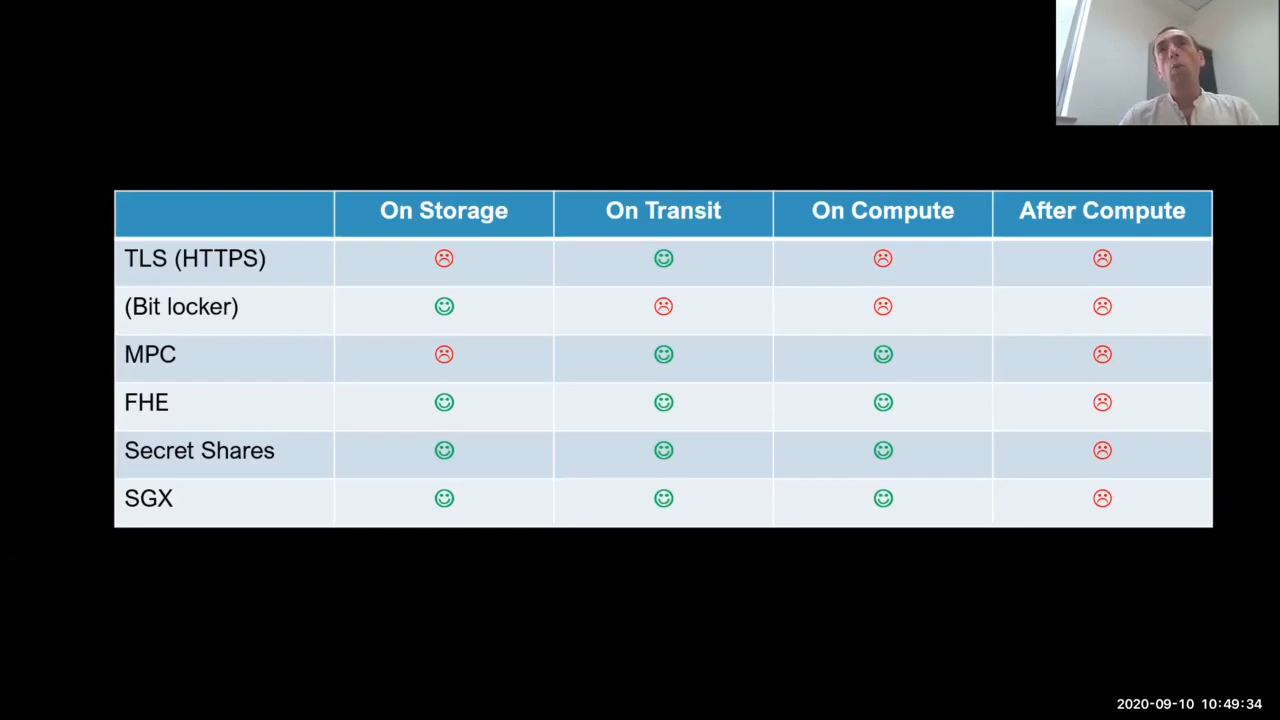 On Storage On Transit On Compute After Compute
TLS (HTTPS) ☹ ☺ ☹ ☹
(Bit locker) ☺ ☹ ☹ ☹
MPC ☹ ☺ ☺ ☹
FHE ☺ ☺ ☺ ☹
Secret Shares ☺ ☺ ☺ ☹
SGX ☺ ☺ ☺ ☹
2020-09-10 10:49:34